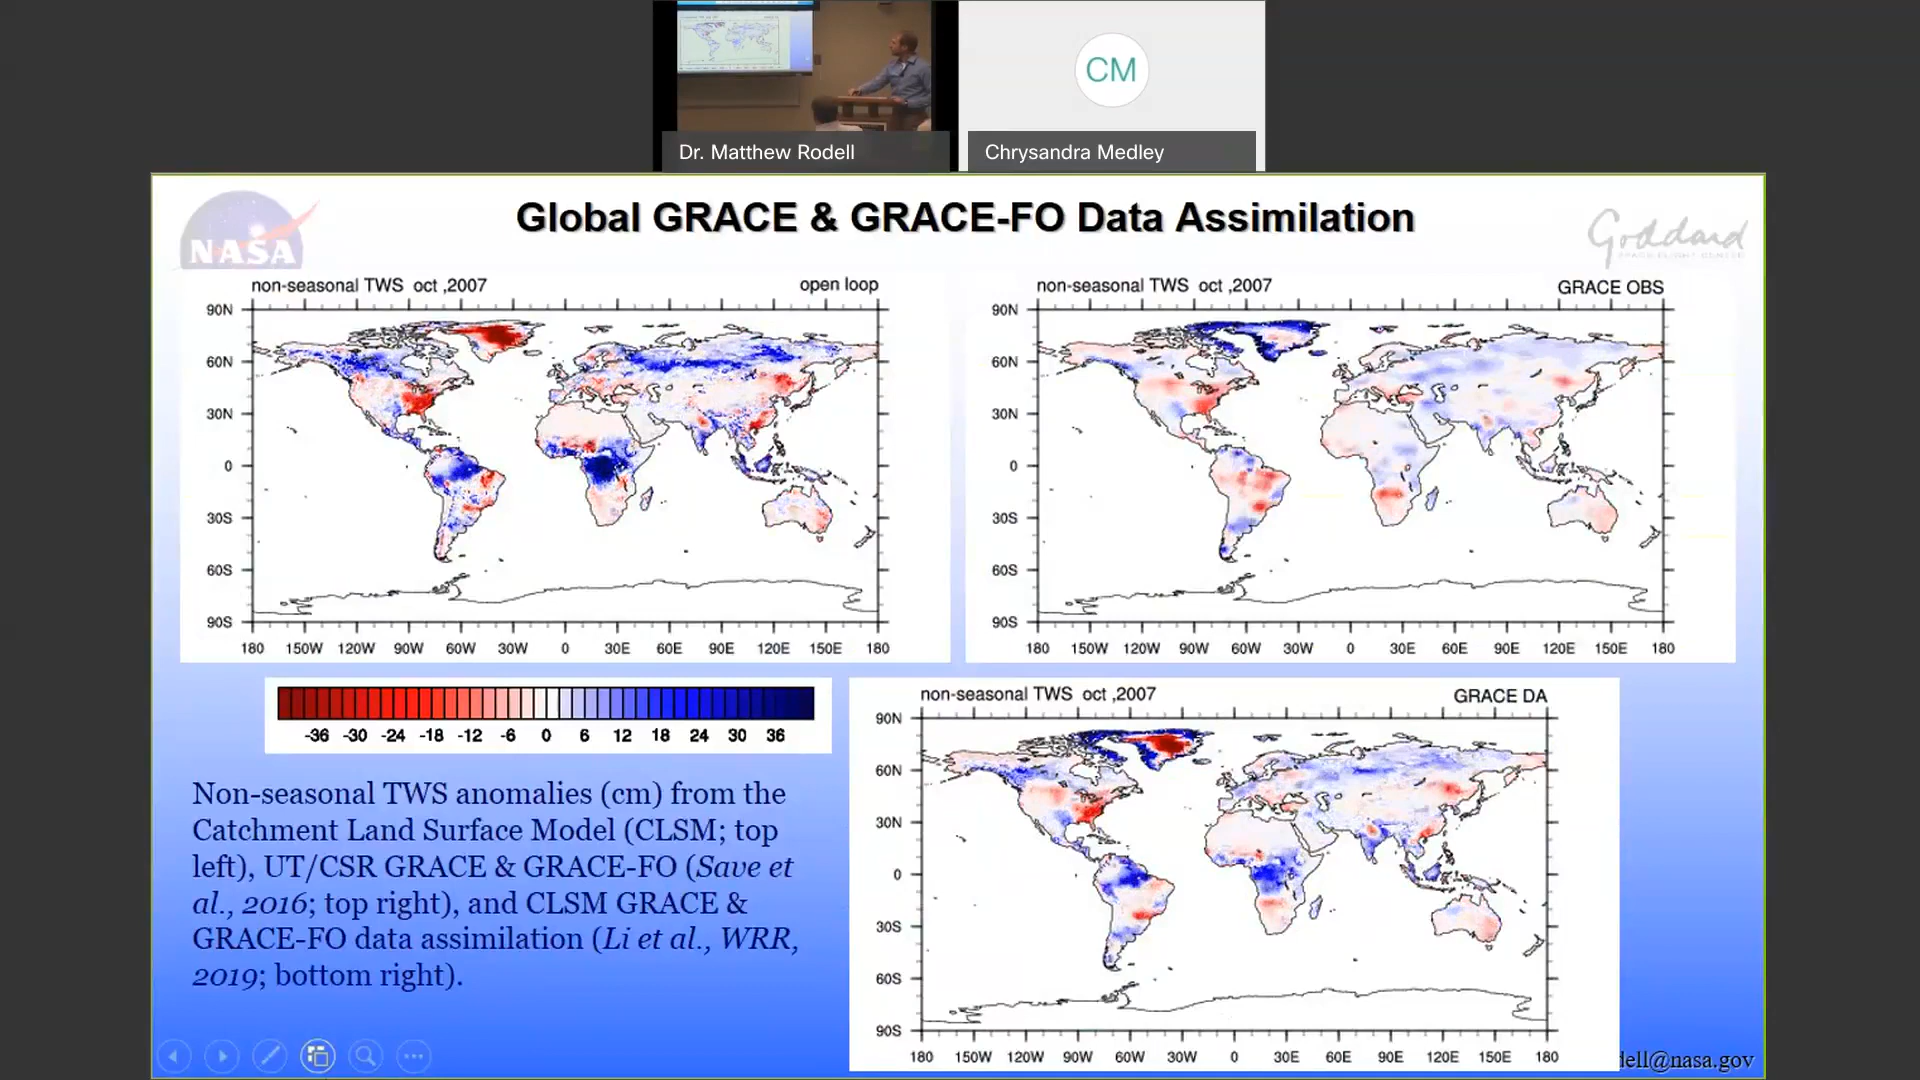 CM
Dr. Matthew Rodell
Chrysandra Medley
NASA
Goddard
SPACE FLIGHT CENTER
Global GRACE & GRACE-FO Data Assimilation
non-seasonal TWS oct ,2007 open loop
90N
60N
30N
0
30S
60S
90S
180 150W 120W 90W 60W 30W 0 30E 60E 90E 120E 150E 180
non-seasonal TWS oct ,2007 GRACE OBS
90N
60N
30N
0
30S
60S
90S
180 150W 120W 90W 60W 30W 0 30E 60E 90E 120E 150E 180
-36 -30 -24 -18 -12 -6 0 6 12 18 24 30 36
Non-seasonal TWS anomalies (cm) from the
Catchment Land Surface Model (CLSM; top
left), UT/CSR GRACE & GRACE-FO (Save et
al., 2016; top right), and CLSM GRACE &
GRACE-FO data assimilation (Li et al., WRR,
2019; bottom right).
non-seasonal TWS oct ,2007 GRACE DA
90N
60N
30N
0
30S
60S
90S
180 150W 120W 90W 60W 30W 0 30E 60E 90E 120E 150E 180
dell@nasa.gov